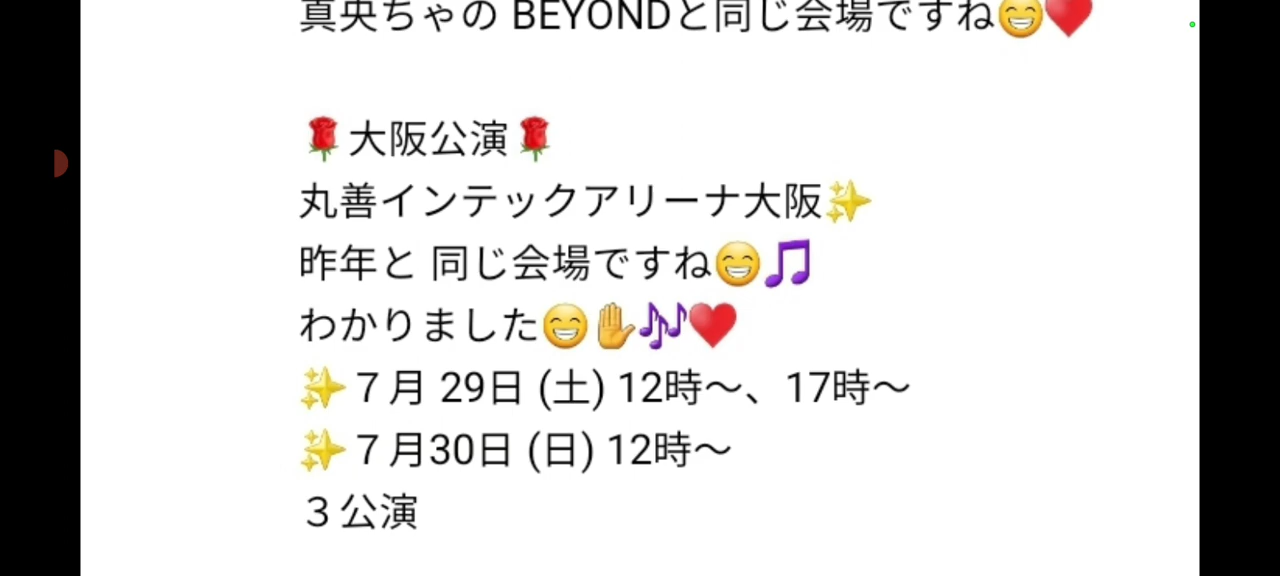 真央ちゃの BEYONDと同じ会場ですね😁♥️
🌹大阪公演🌹
丸善インテックアリーナ大阪✨
昨年と 同じ会場ですね😁🎵
わかりました😁✋🎶♥️
✨７月 29日 (土) 12時〜、17時〜
✨７月30日 (日) 12時〜
３公演